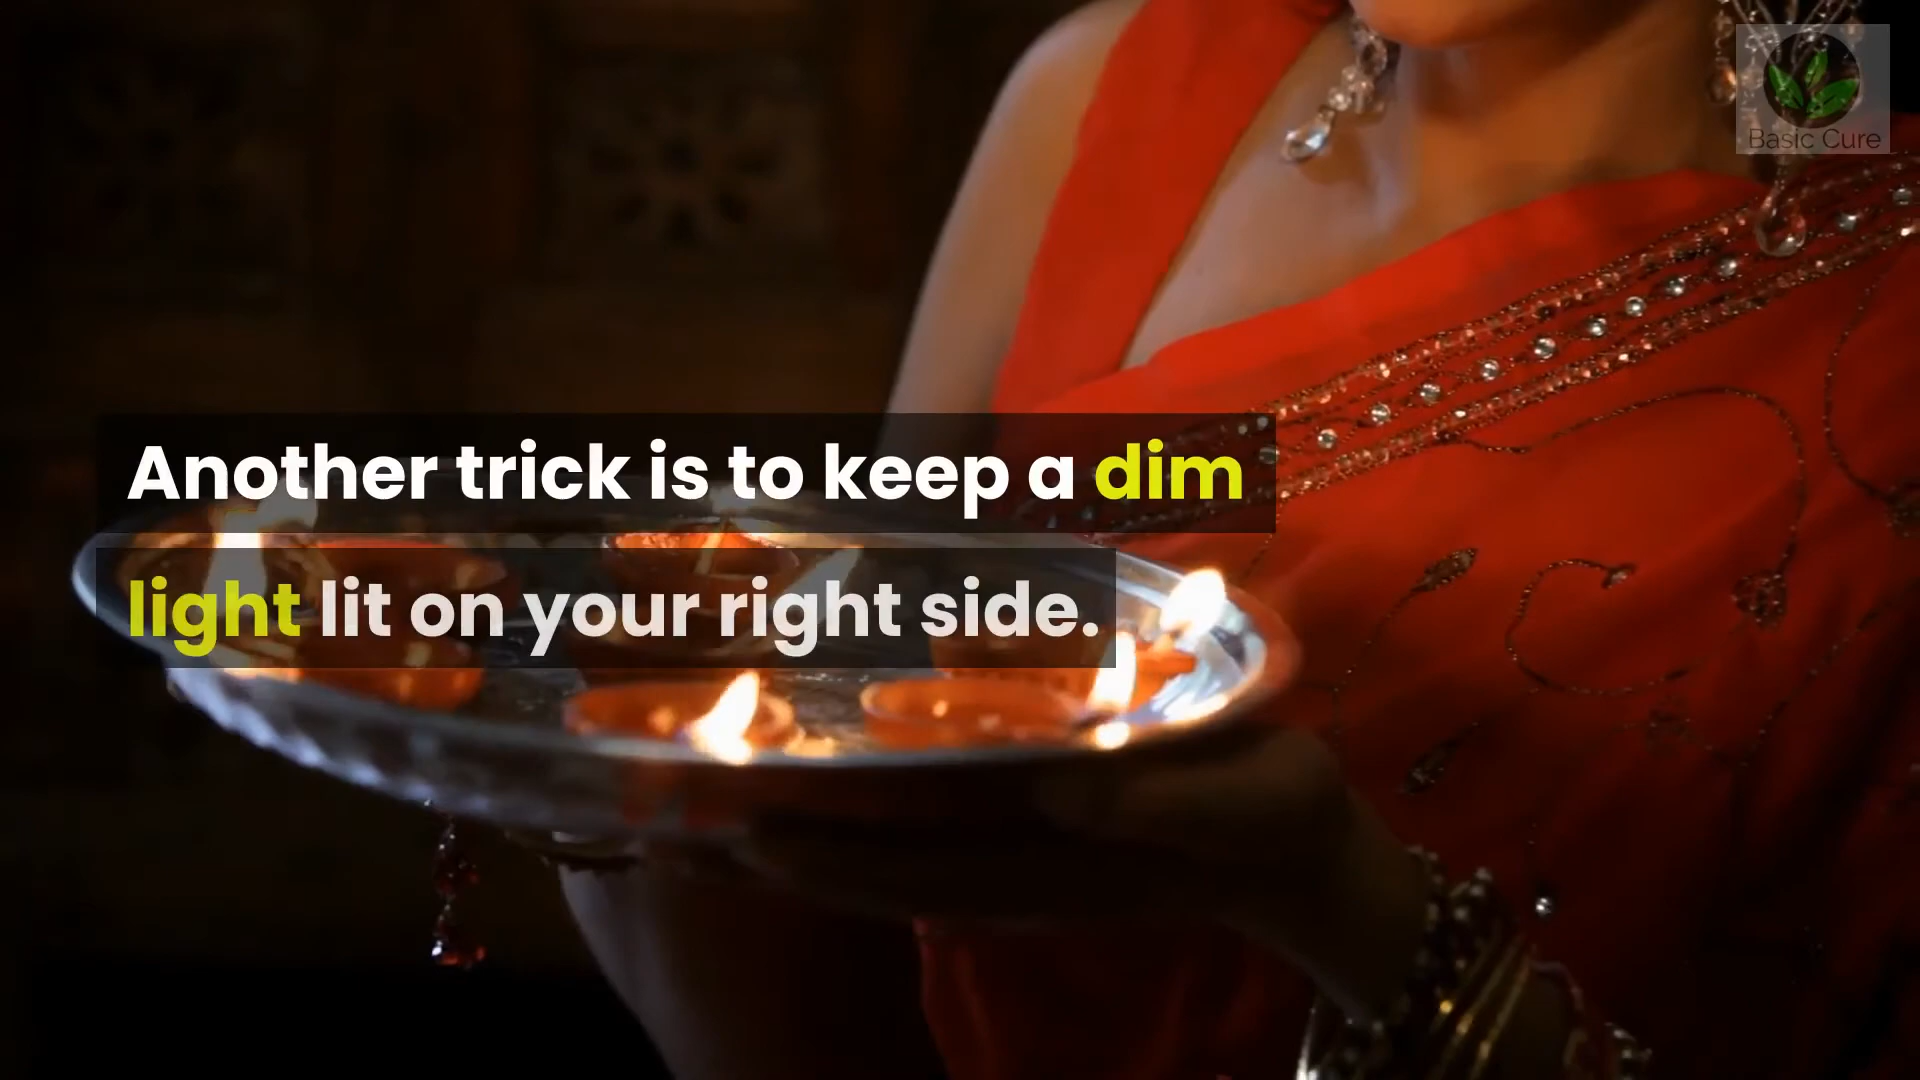 Basic Cure
Another trick is to keep a dim
light lit on your right side.